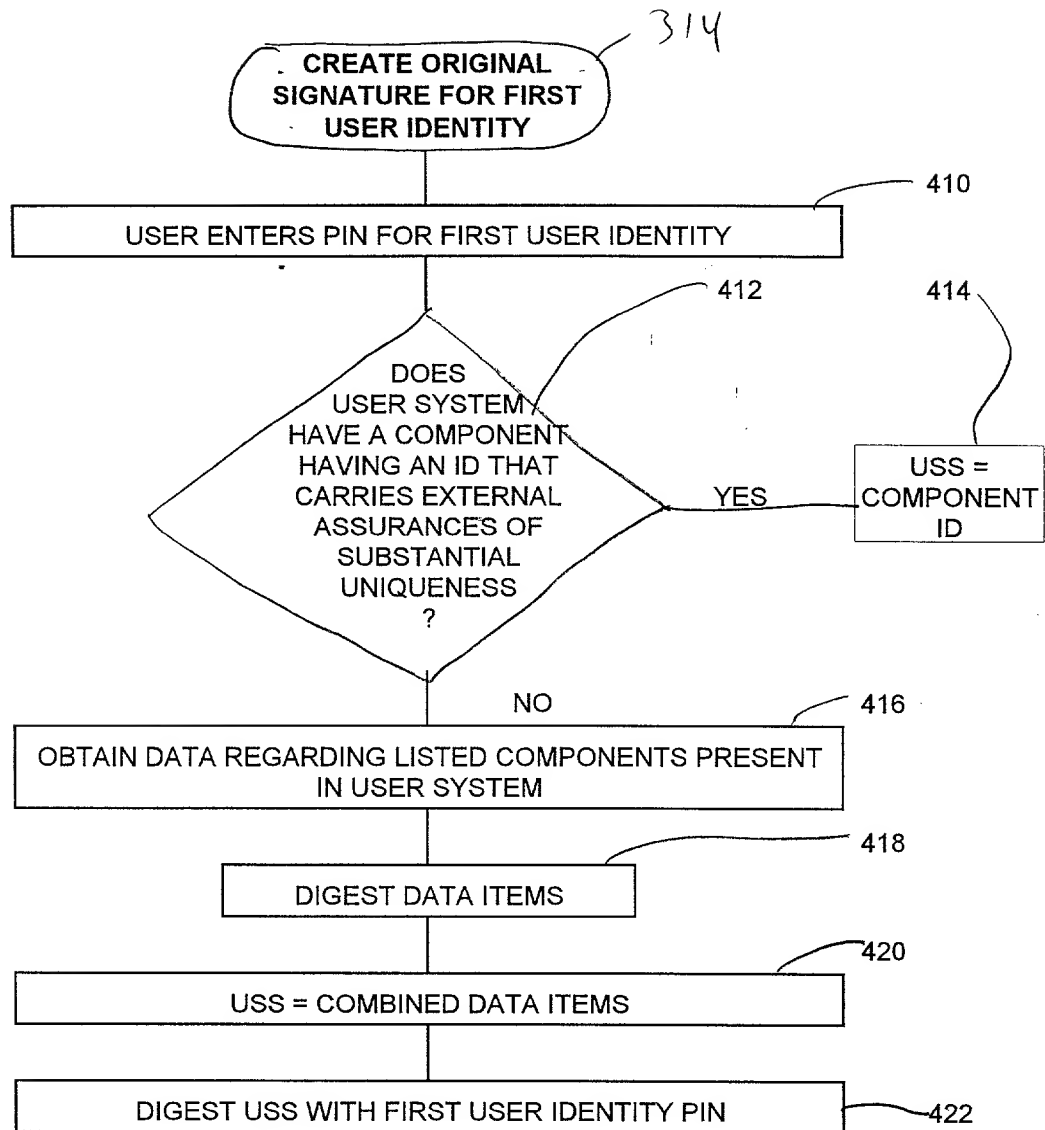 314
CREATE ORIGINAL
SIGNATURE FOR FIRST
USER IDENTITY
410
USER ENTERS PIN FOR FIRST USER IDENTITY
412
414
DOES
USER SYSTEM
HAVE A COMPONENT
HAVING AN ID THAT
CARRIES EXTERNAL
ASSURANCES OF
SUBSTANTIAL
UNIQUENESS
?
YES
USS =
COMPONENT
ID
NO
416
OBTAIN DATA REGARDING LISTED COMPONENTS PRESENT
IN USER SYSTEM
418
DIGEST DATA ITEMS
420
USS = COMBINED DATA ITEMS
DIGEST USS WITH FIRST USER IDENTITY PIN
422